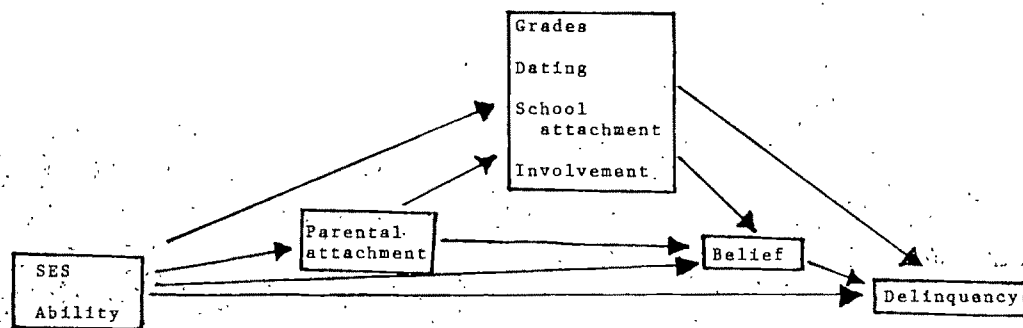 Grades
Dating
School
attachment
Involvement
Parental
attachment
Belief
SES
Ability
Delinquency